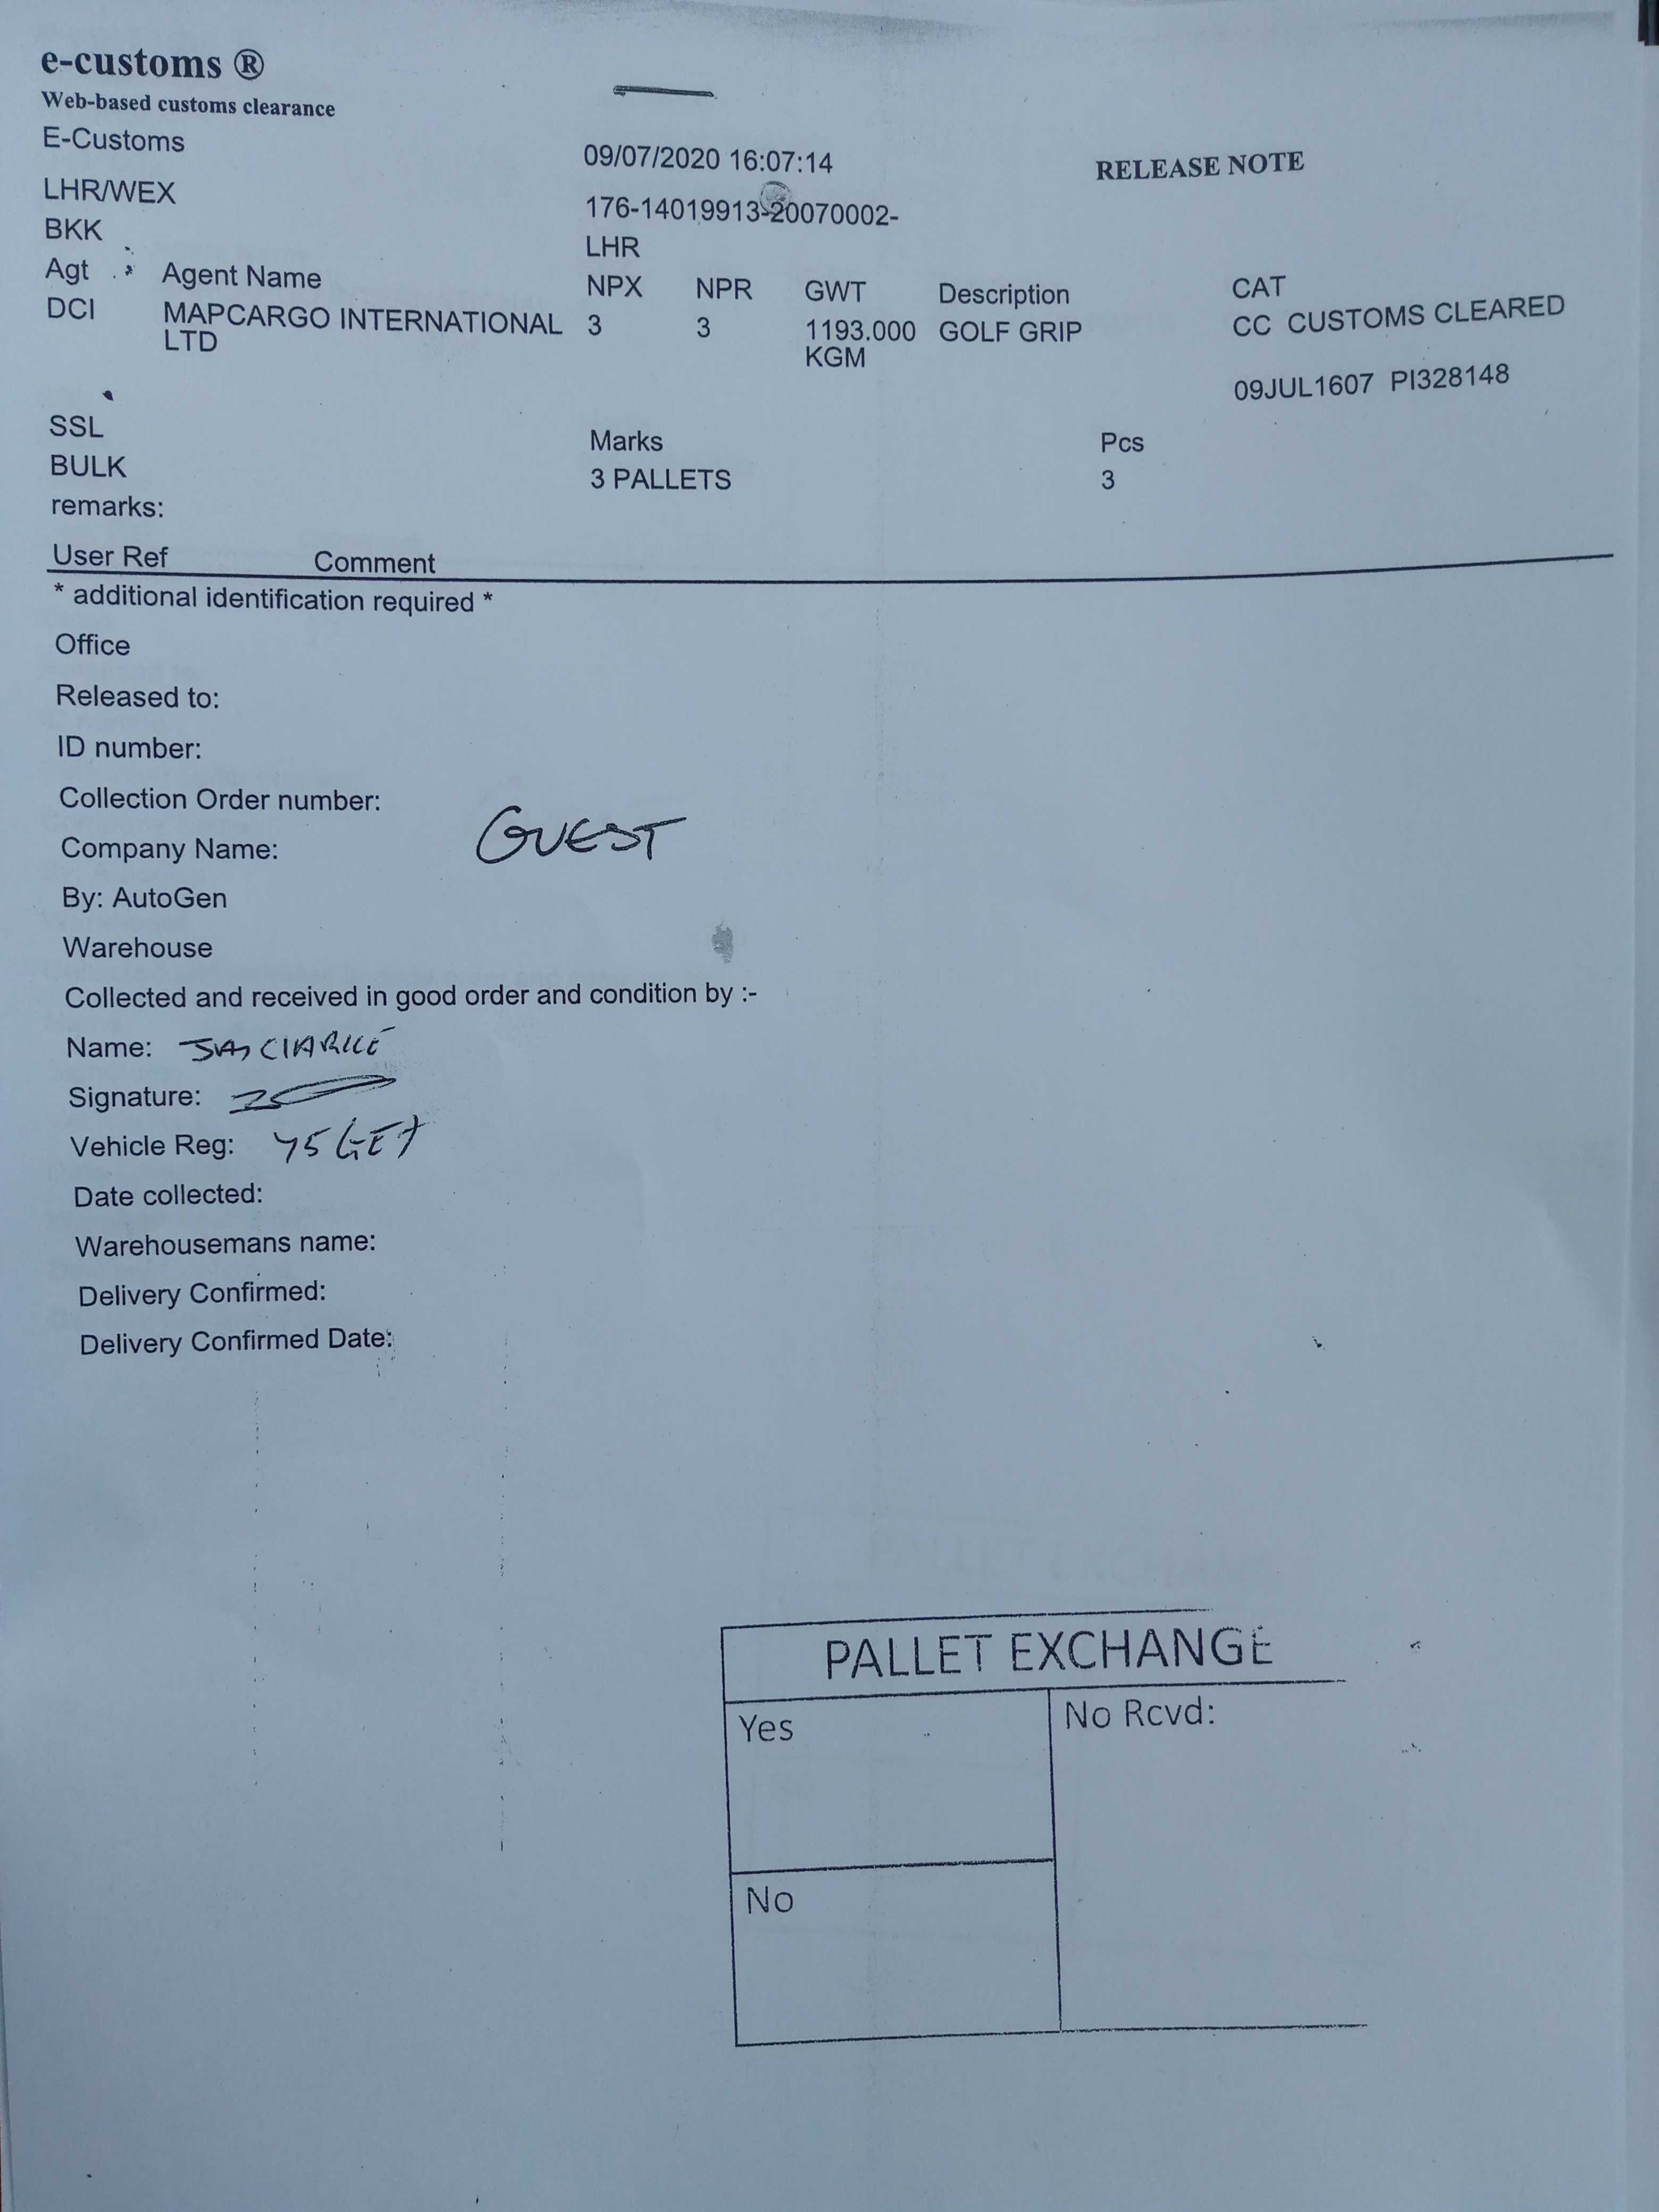 e-customs ®
Web-based customs clearance
E-Customs
09/07/2020 16:07:14
RELEASE NOTE
LHR/WEX
176-14019913-20070002-
BKK
LHR
Agt Agent Name NPX NPR GWT Description CAT
DCI MAPCARGO INTERNATIONAL 3 3 1193.000 GOLF GRIP CC CUSTOMS CLEARED
LTD KGM
09JUL1607 PI328148
SSL Marks Pcs
BULK 3 PALLETS 3
remarks:
User Ref Comment
* additional identification required *
Office
Released to:
ID number:
Collection Order number:
Company Name: GUEST
By: AutoGen
Warehouse
Collected and received in good order and condition by :-
Name: CLARKE
Signature:
Vehicle Reg:
Date collected:
Warehousemans name:
Delivery Confirmed:
Delivery Confirmed Date:
PALLET EXCHANGE
Yes No Rcvd:
No